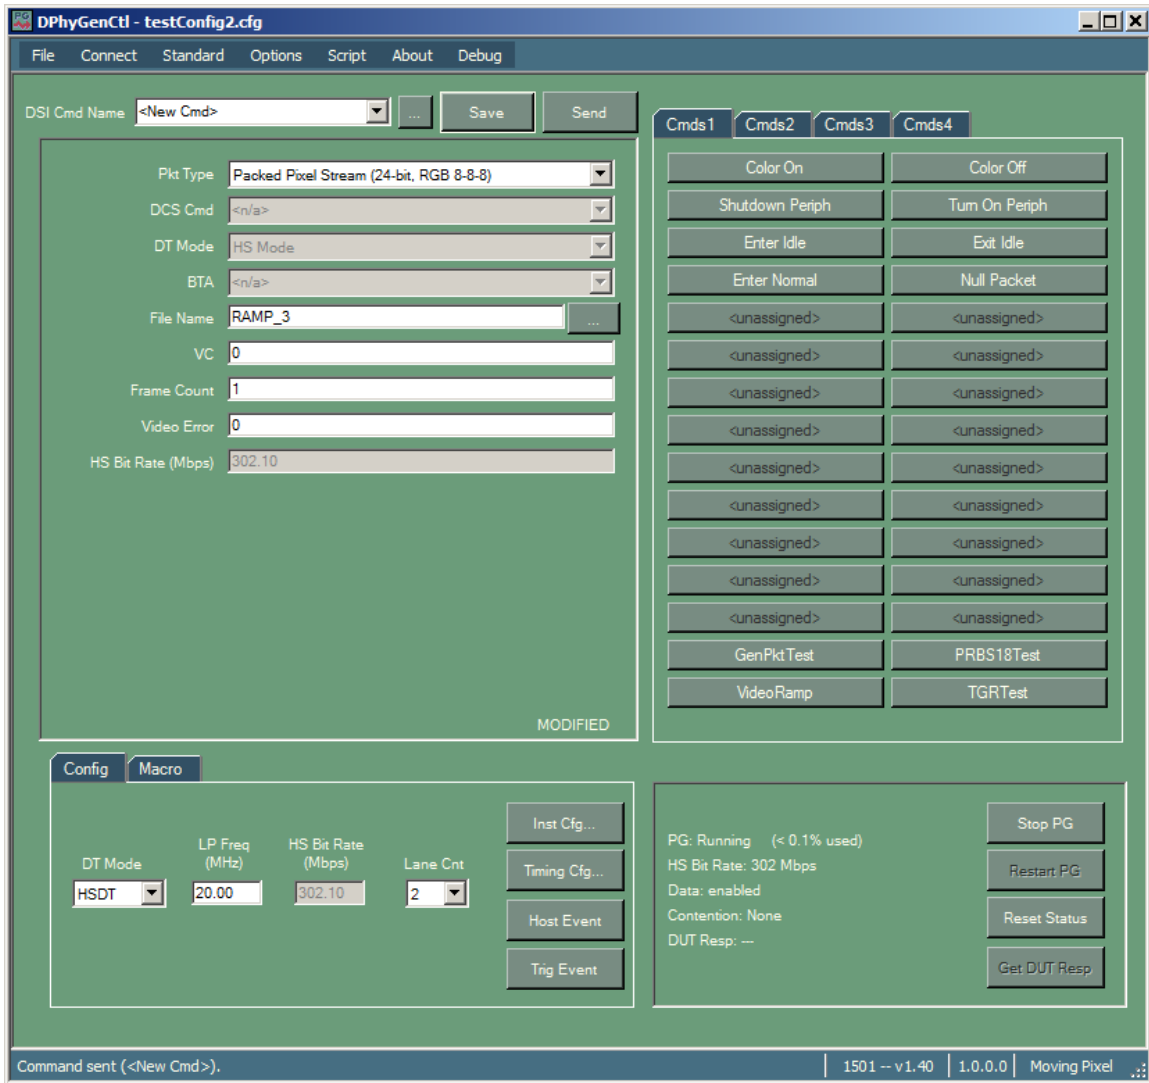 DPhyGenCtl - testConfig2.cfg
File Connect Standard Options Script About Debug
DSI Cmd Name <New Cmd> ... Save Send
Pkt Type Packed Pixel Stream (24-bit, RGB 8-8-8)
DCS Cmd <n/a>
DT Mode HS Mode
BTA <n/a>
File Name RAMP_3 ...
VC 0
Frame Count 1
Video Error 0
HS Bit Rate (Mbps) 302.10
MODIFIED
Cmds1 Cmds2 Cmds3 Cmds4
Color On Color Off
Shutdown Periph Turn On Periph
Enter Idle Exit Idle
Enter Normal Null Packet
<unassigned> <unassigned>
<unassigned> <unassigned>
<unassigned> <unassigned>
<unassigned> <unassigned>
<unassigned> <unassigned>
<unassigned> <unassigned>
<unassigned> <unassigned>
<unassigned> <unassigned>
<unassigned> <unassigned>
GenPktTest PRBS18Test
VideoRamp TGRTest
Config Macro
DT Mode
HSDT
LP Freq
(MHz)
20.00
HS Bit Rate
(Mbps)
302.10
Lane Cnt
2
Inst Cfg...
Timing Cfg...
Host Event
Trig Event
PG: Running (< 0.1% used)
HS Bit Rate: 302 Mbps
Data: enabled
Contention: None
DUT Resp: ---
Stop PG
Restart PG
Reset Status
Get DUT Resp
Command sent (<New Cmd>). 1501 -- v1.40 1.0.0.0 Moving Pixel